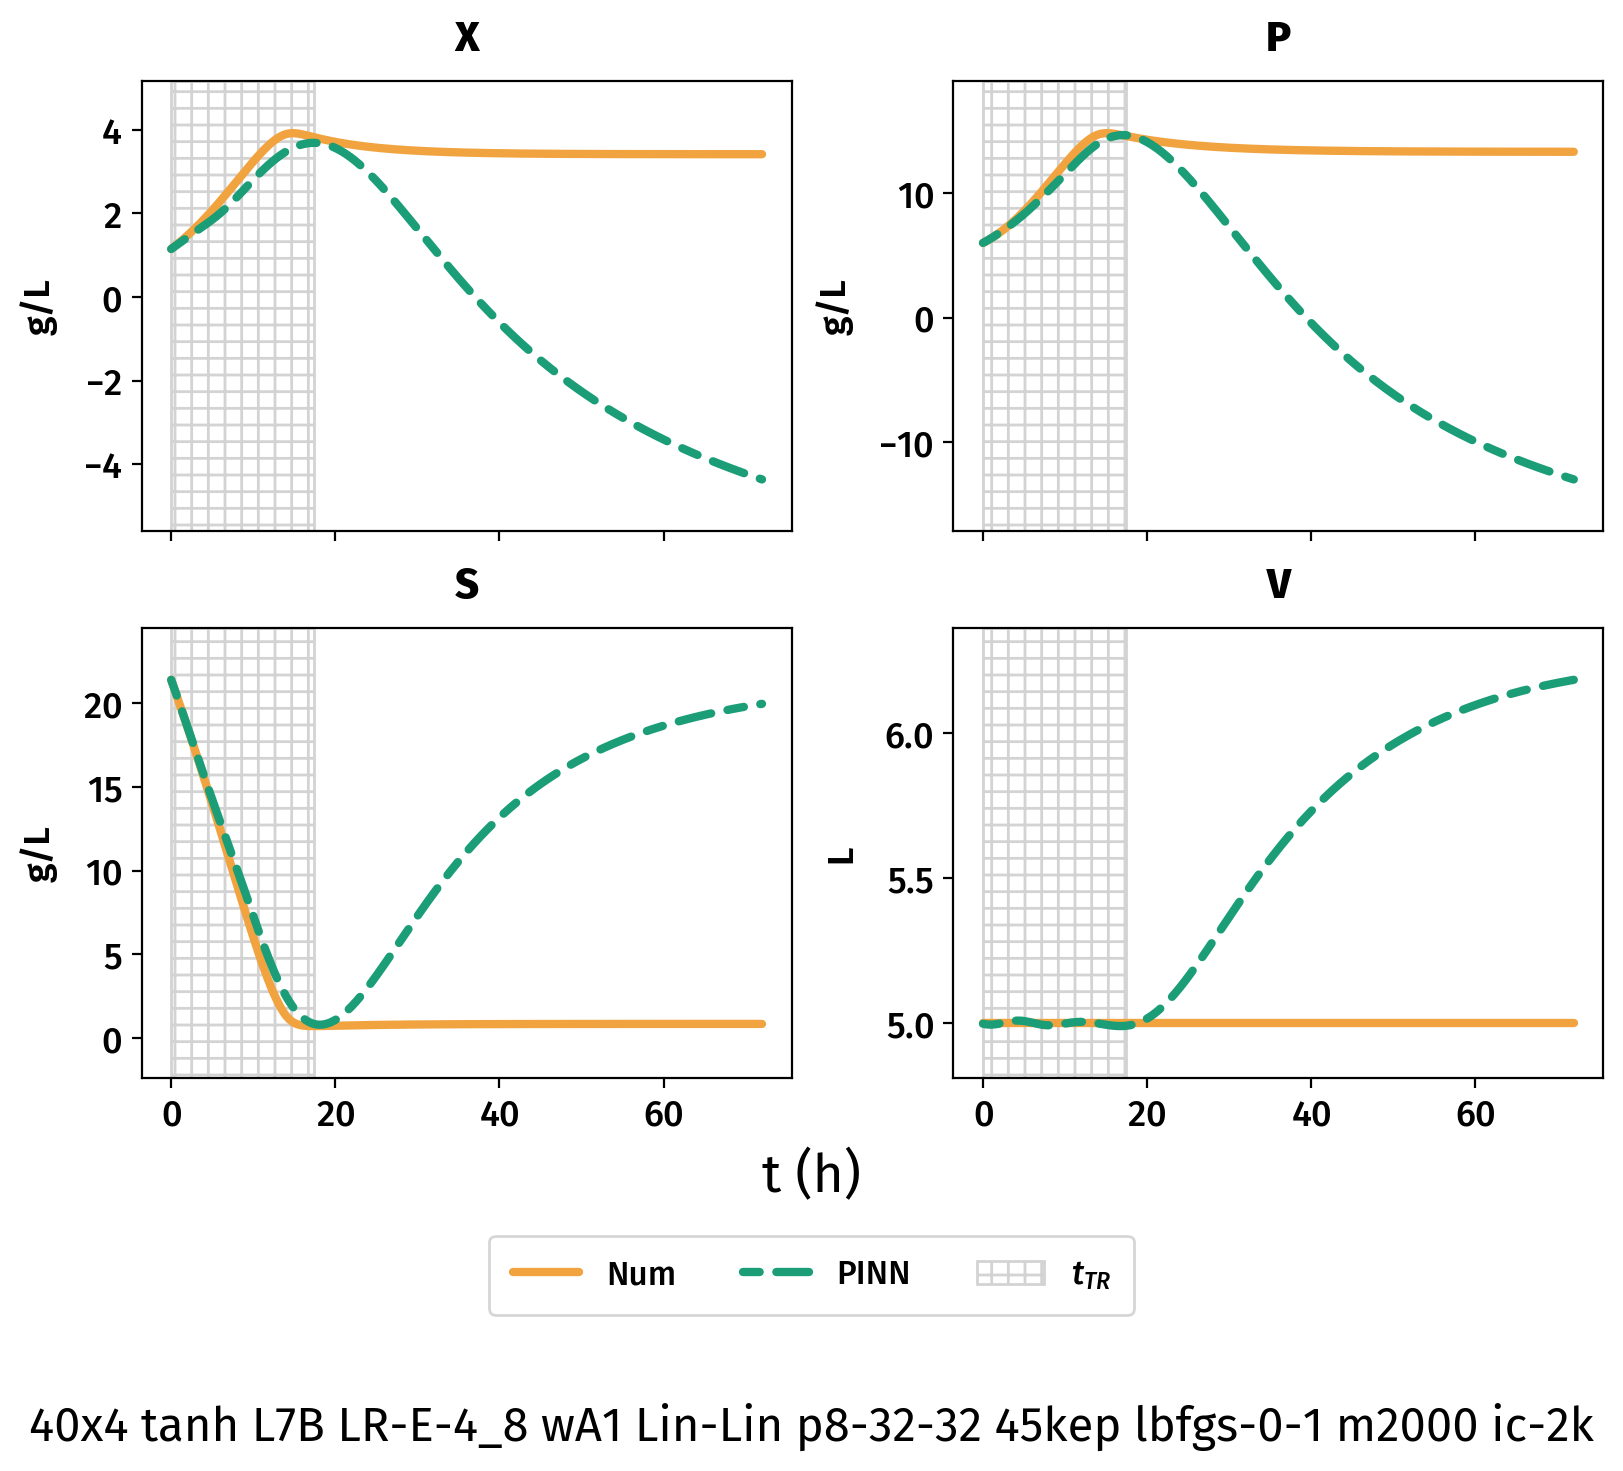 X
P
g/L
4
2
0
−2
−4
g/L
10
0
−10
S
V
g/L
20
15
10
5
0
L
6.0
5.5
5.0
0 20 40 60
0 20 40 60
t (h)
Num PINN t_TR
40x4 tanh L7B LR-E-4_8 wA1 Lin-Lin p8-32-32 45kep lbfgs-0-1 m2000 ic-2k